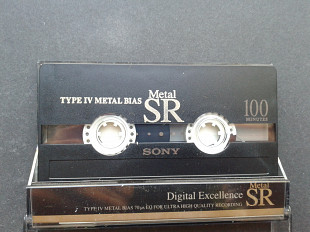 Metal
TYPE IV METAL BIAS SR 100
MINUTES
SONY
Metal
Digital Excellence SR
TYPE IV METAL BIAS 70µs EQ FOR ULTRA HIGH QUALITY RECORDING